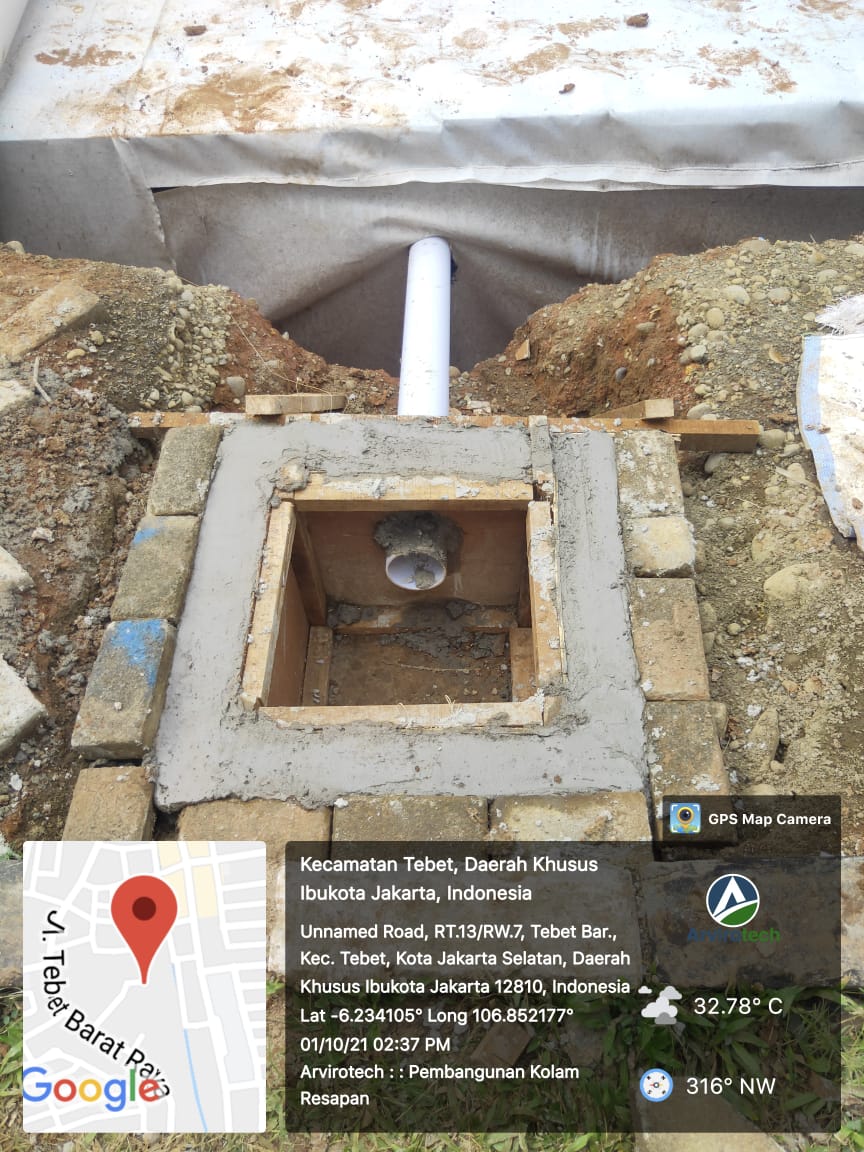 GPS Map Camera
Kecamatan Tebet, Daerah Khusus
Ibukota Jakarta, Indonesia
Unnamed Road, RT.13/RW.7, Tebet Bar.,
Kec. Tebet, Kota Jakarta Selatan, Daerah
Khusus Ibukota Jakarta 12810, Indonesia
Lat -6.234105° Long 106.852177°
01/10/21 02:37 PM
Arvirotech : : Pembangunan Kolam
Resapan
Arvirotech
32.78° C
316° NW
Jl. Tebet Barat Raya
Google